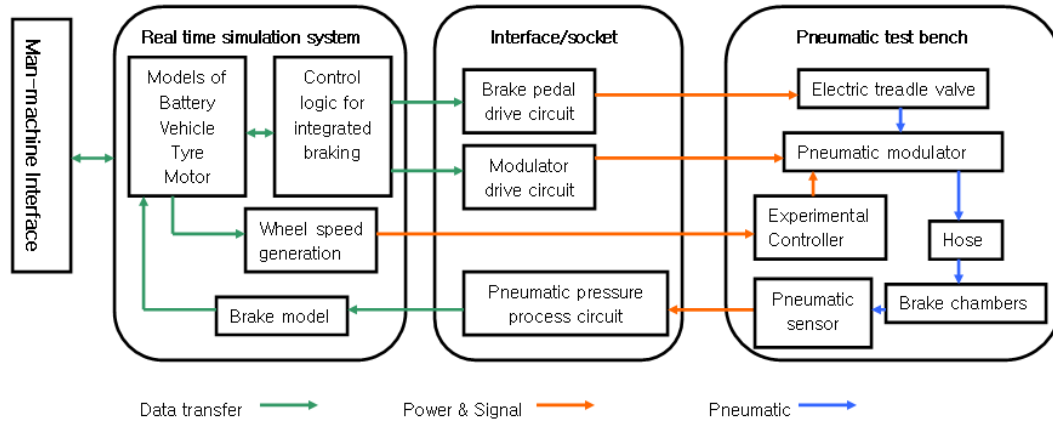 Man-machine Interface
Real time simulation system
Models of
Battery
Vehicle
Tyre
Motor
Control
logic for
integrated
braking
Wheel speed
generation
Brake model
Interface/socket
Brake pedal
drive circuit
Modulator
drive circuit
Pneumatic pressure
process circuit
Pneumatic test bench
Electric treadle valve
Pneumatic modulator
Experimental
Controller
Hose
Pneumatic
sensor
Brake chambers
Data transfer
Power & Signal
Pneumatic